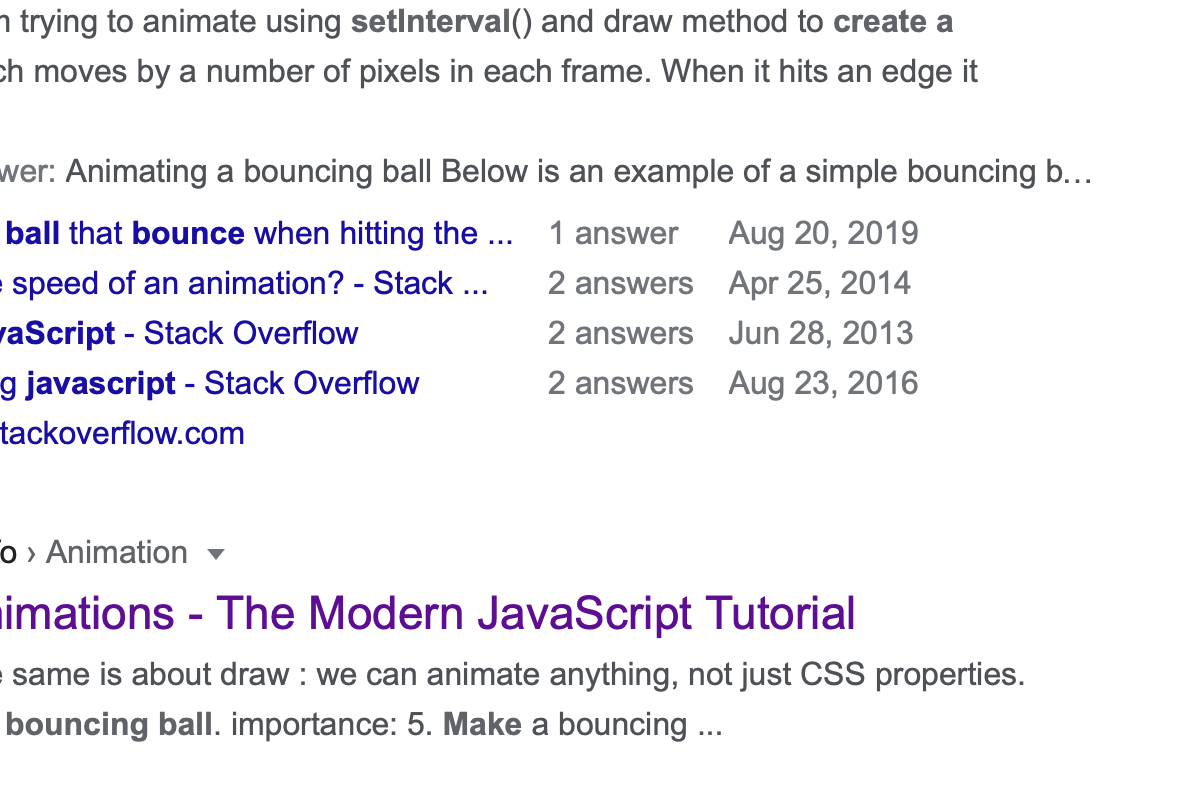 trying to animate using setInterval() and draw method to create a
moves by a number of pixels in each frame. When it hits an edge it
Animating a bouncing ball Below is an example of a simple bouncing b...
ball that bounce when hitting the ... 1 answer Aug 20, 2019
speed of an animation? - Stack ... 2 answers Apr 25, 2014
vaScript - Stack Overflow 2 answers Jun 28, 2013
g javascript - Stack Overflow 2 answers Aug 23, 2016
tackoverflow.com
o › Animation
nimations - The Modern JavaScript Tutorial
same is about draw : we can animate anything, not just CSS properties.
bouncing ball. importance: 5. Make a bouncing ...